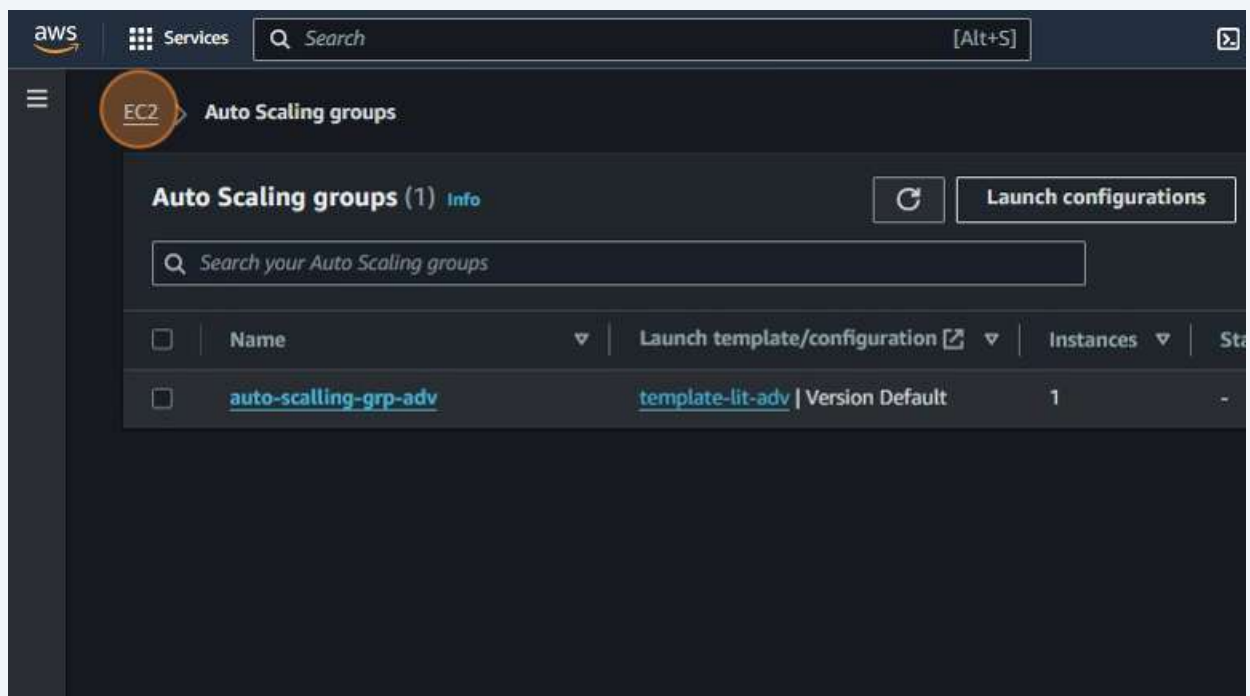 aws Services Search [Alt+S]
EC2 Auto Scaling groups
Auto Scaling groups (1) Info Launch configurations
Search your Auto Scaling groups
Name Launch template/configuration Instances Sta
auto-scalling-grp-adv template-lit-adv | Version Default 1 -